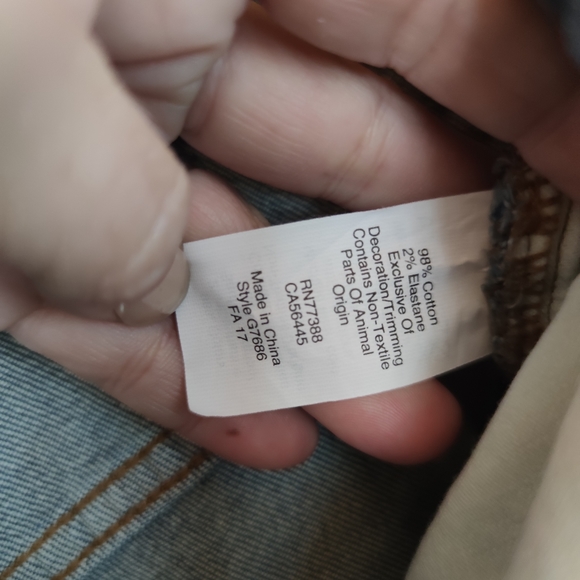 98% Cotton
2% Elastane
Exclusive Of
Decoration/Trimming
Contains Non-Textile
Parts Of Animal
Origin
RN77388
CA56445
Made in China
Style G7686
FA 17